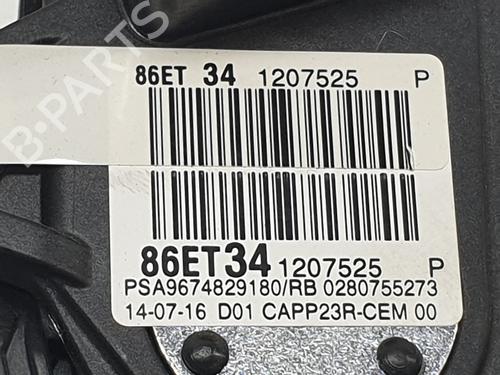 B-PARTS
86ET 34 1207525 P
86ET34 1207525 P
PSA9674829180/RB 0280755273
14-07-16 D01 CAPP23R-CEM 00